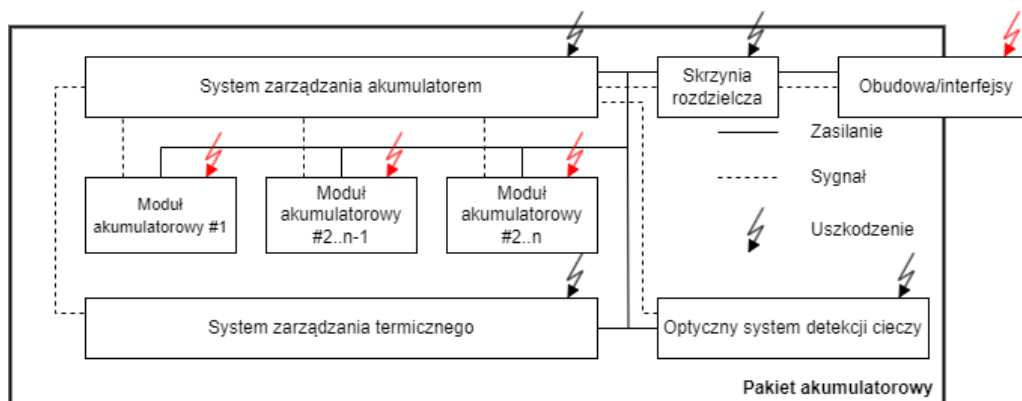 System zarządzania akumulatorem
Skrzynia
rozdzielcza
Obudowa/interfejsy
Zasilanie
Sygnał
Uszkodzenie
Moduł
akumulatorowy #1
Moduł
akumulatorowy
#2..n-1
Moduł
akumulatorowy
#2..n
System zarządzania termicznego
Optyczny system detekcji cieczy
Pakiet akumulatorowy